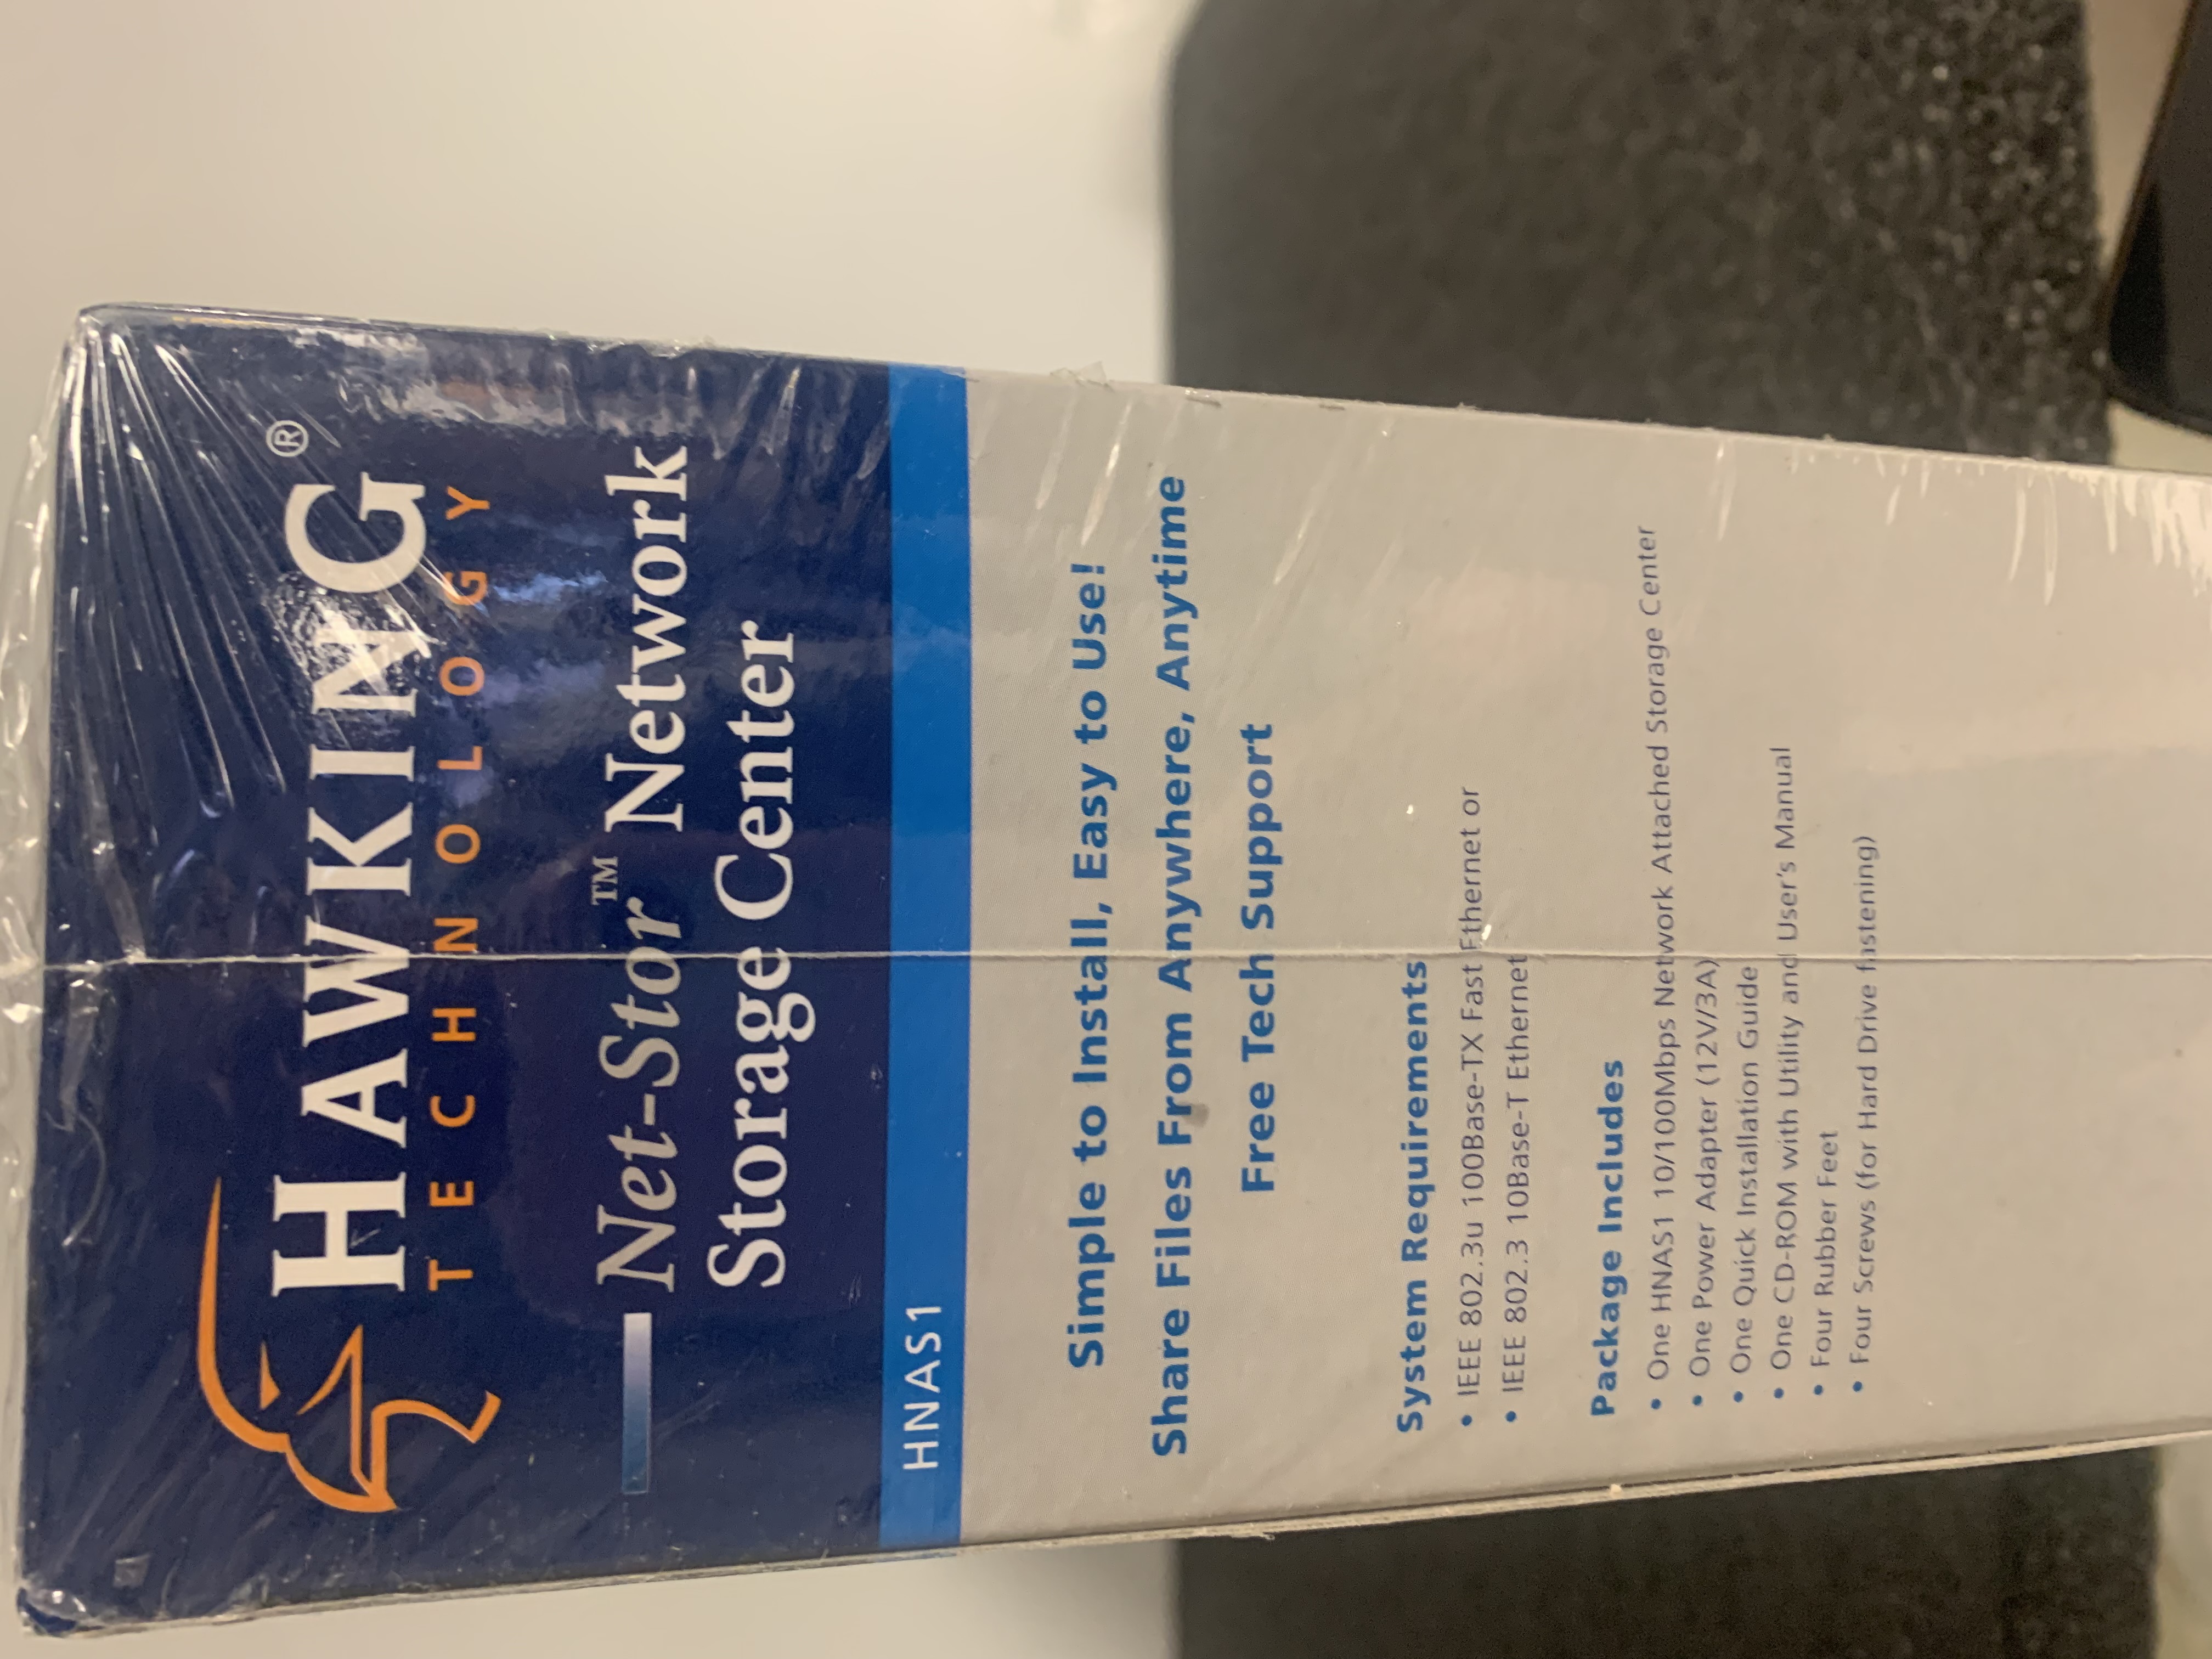 HAWKING®
TECHNOLOGY
Net-Stor™ Network
Storage Center
HNAS1
Simple to Install, Easy to Use!
Share Files From Anywhere, Anytime
Free Tech Support
System Requirements
• IEEE 802.3u 100Base-TX Fast Ethernet or
• IEEE 802.3 10Base-T Ethernet
Package Includes
• One HNAS1 10/100Mbps Network Attached Storage Center
• One Power Adapter (12V/3A)
• One Quick Installation Guide
• One CD-ROM with Utility and User's Manual
• Four Rubber Feet
• Four Screws (for Hard Drive fastening)